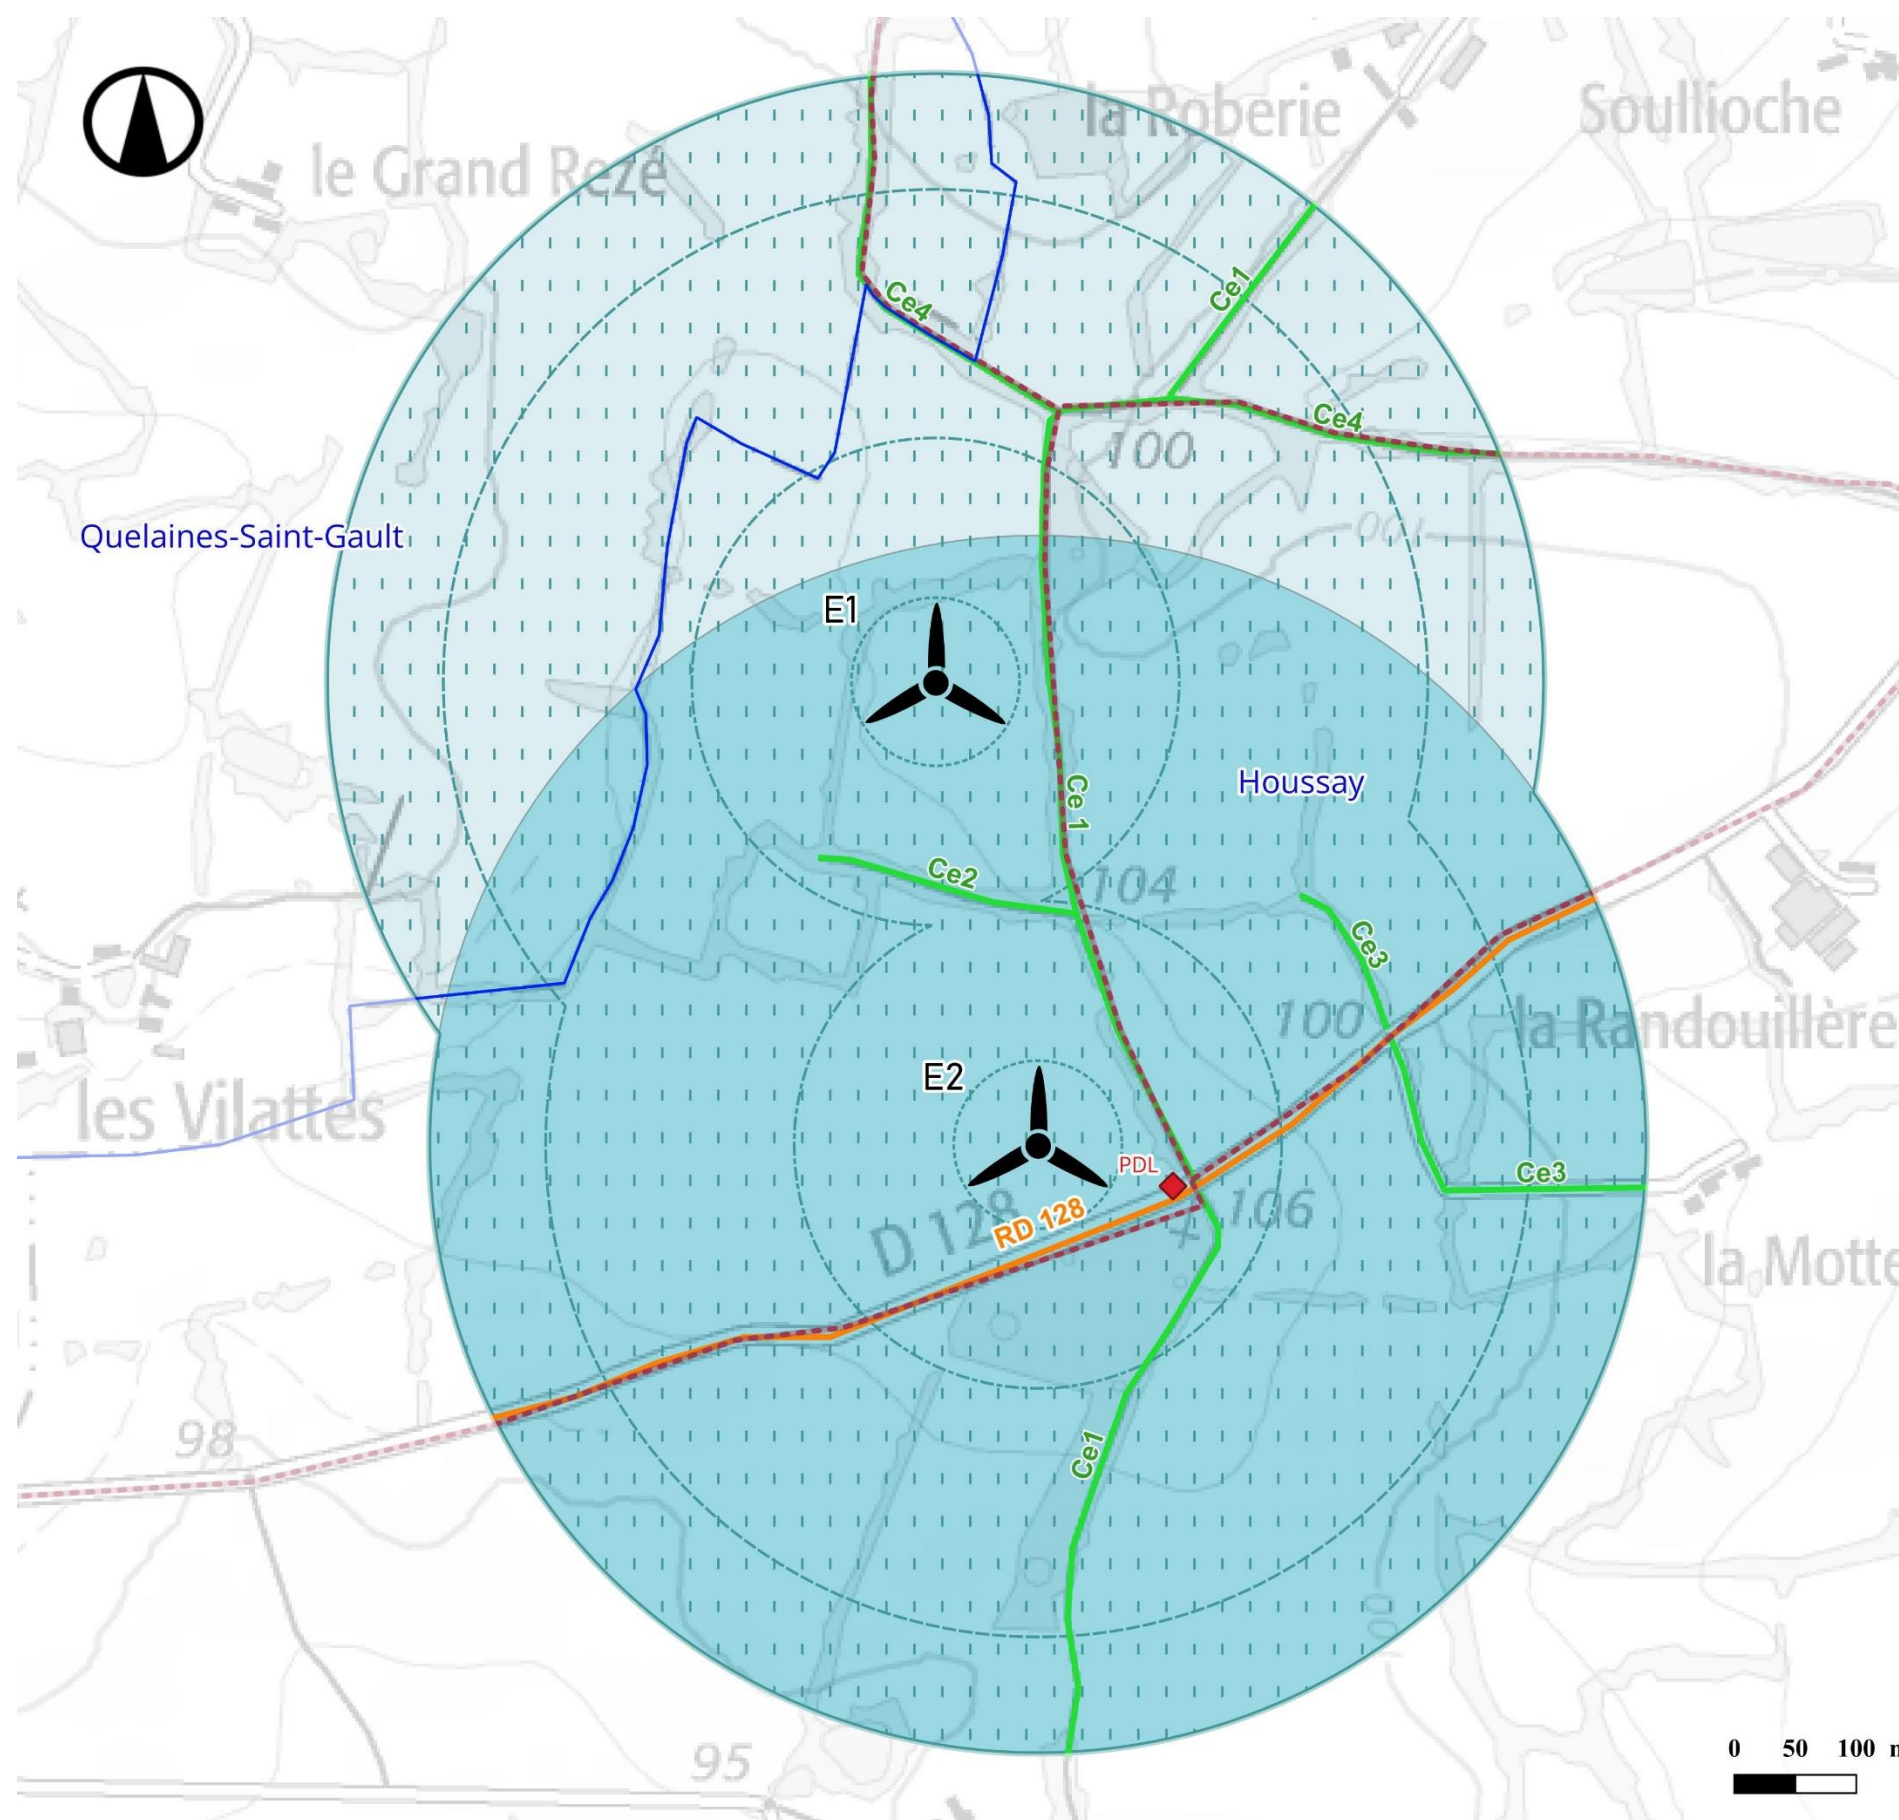 la Roberie
Soullioche
le Grand Rezé
Ce1
Ce4
Ce4
100
100
Quelaines-Saint-Gault
E1
Houssay
Ce 1
Ce2
104
Ce3
100
la Randouillère
E2
les Vilattes
PDL
Ce3
106
D 128
RD 128
la Motte
98
Ce1
95
0 50 100 m